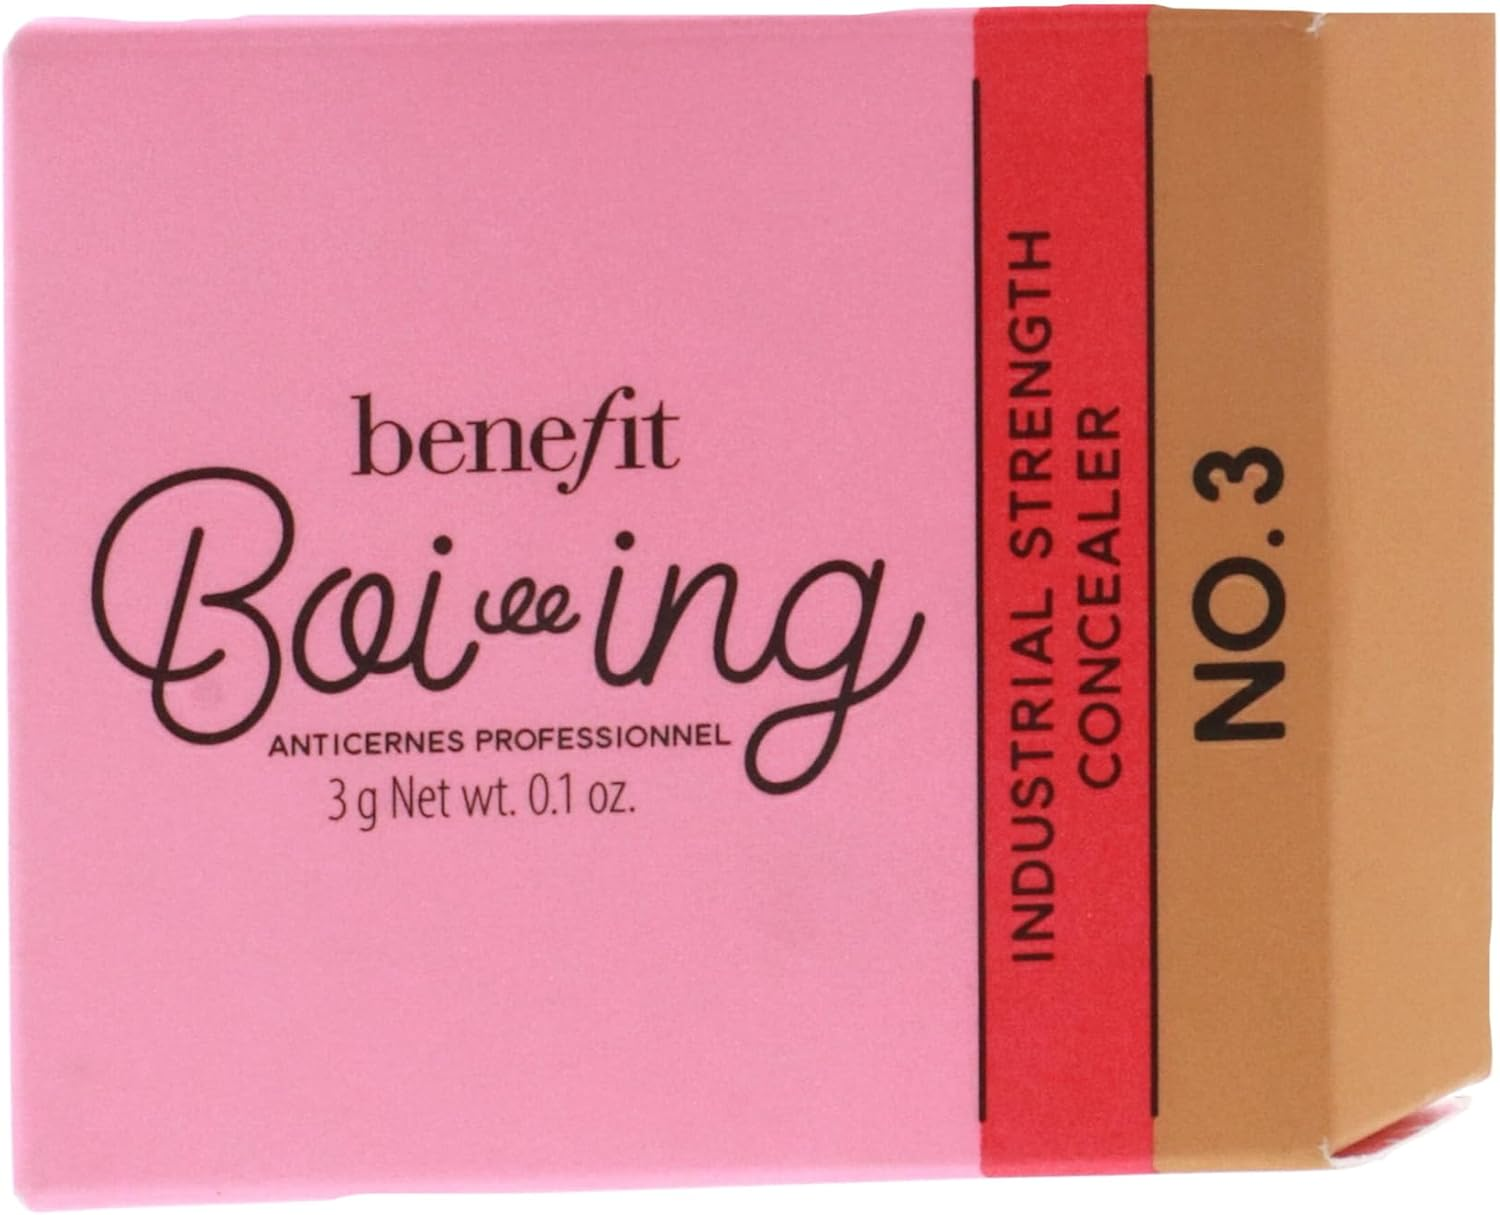 benefit
Boi-ing
ANTICERNES PROFESSIONNEL
3 g Net wt. 0.1 oz.
INDUSTRIAL STRENGTH
CONCEALER
NO. 3